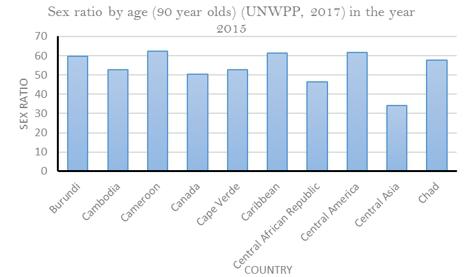 Sex ratio by age (90 year olds) (UNWPP, 2017) in the year
2015
SEX RATIO
70
60
50
40
30
20
10
0
Burundi
Cambodia
Cameroon
Canada
Cape Verde
Caribbean
Central African Republic
Central America
Central Asia
Chad
COUNTRY